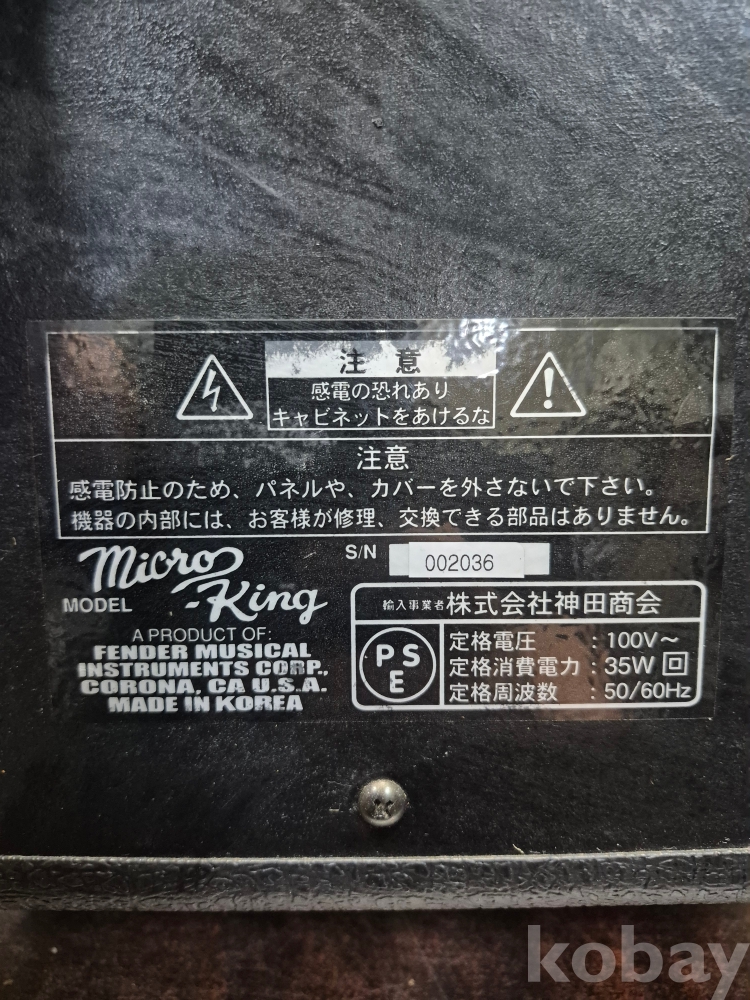 注意
感電の恐れあり
キャビネットをあけるな
注意
感電防止のため、パネルや、カバーを外さないで下さい。
機器の内部には、お客様が修理、交換できる部品はありません。
S/N 002036
MODEL Micro-King
A PRODUCT OF:
FENDER MUSICAL
INSTRUMENTS CORP.,
CORONA, CA U.S.A.
MADE IN KOREA
輸入事業者 株式会社神田商会
PSE
定格電圧 : 100V~
定格消費電力 : 35W
定格周波数 : 50/60Hz
kobay